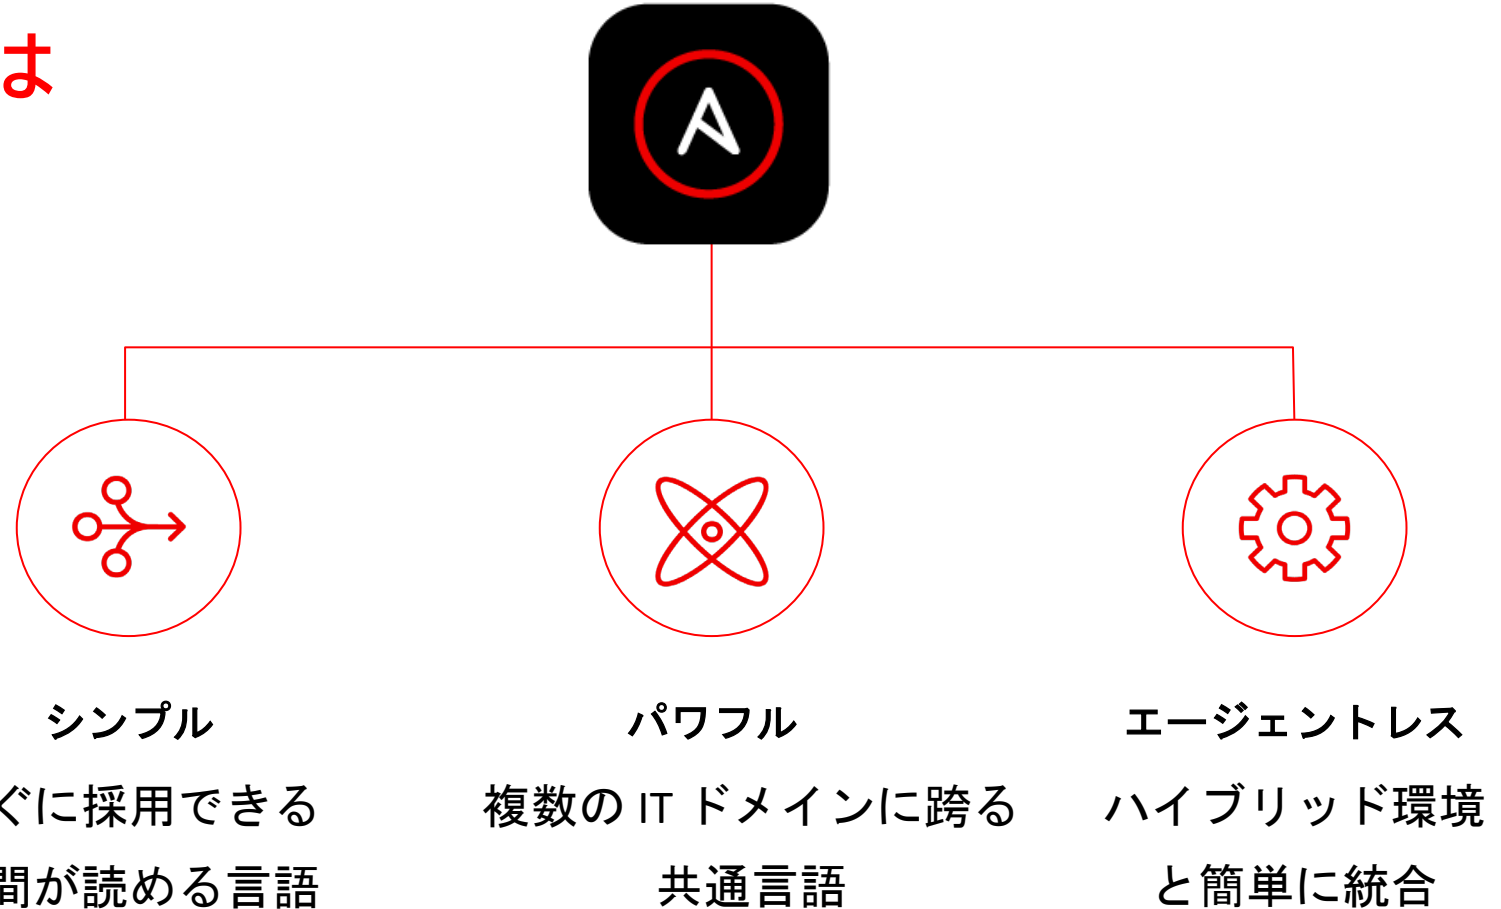 は
シンプル
ぐに採用できる
間が読める言語
パワフル
複数の IT ドメインに跨る
共通言語
エージェントレス
ハイブリッド環境
と簡単に統合